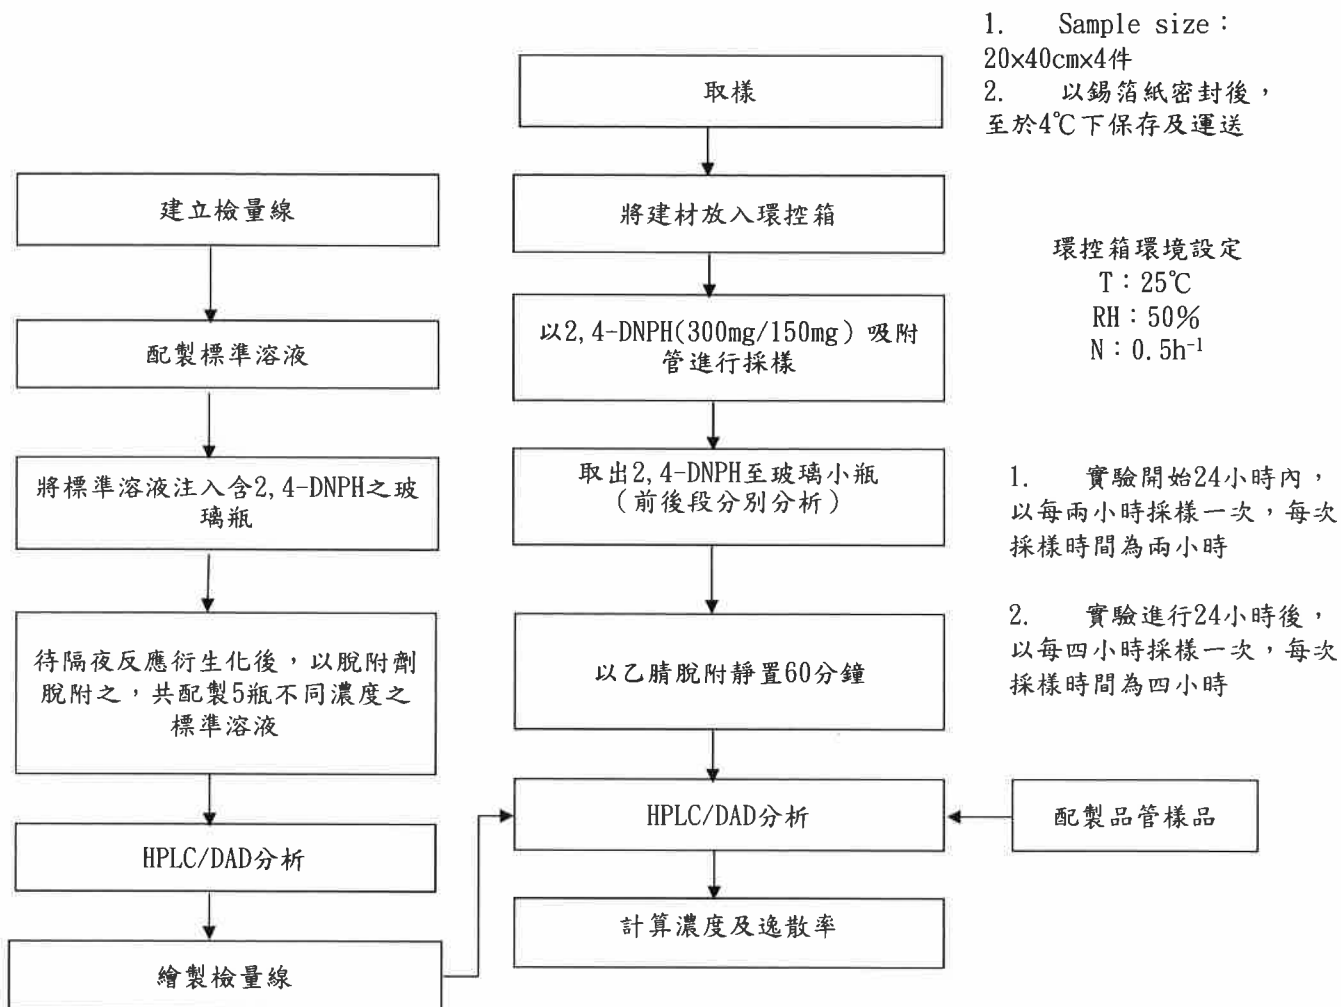 建立檢量線
配製標準溶液
將標準溶液注入含2,4-DNPH之玻
璃瓶
待隔夜反應衍生化後，以脫附劑
脫附之，共配製5瓶不同濃度之
標準溶液
HPLC/DAD分析
繪製檢量線
取樣
將建材放入環控箱
以2,4-DNPH(300mg/150mg）吸附
管進行採樣
取出2,4-DNPH至玻璃小瓶
（前後段分別分析）
以乙腈脫附靜置60分鐘
HPLC/DAD分析
計算濃度及逸散率
配製品管樣品
1. Sample size：
20×40cm×4件
2. 以錫箔紙密封後，
至於4℃下保存及運送
環控箱環境設定
T：25℃
RH：50％
N：0.5h⁻¹
1. 實驗開始24小時內，
以每兩小時採樣一次，每次
採樣時間為兩小時
2. 實驗進行24小時後，
以每四小時採樣一次，每次
採樣時間為四小時